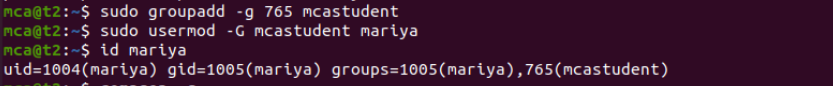 mca@t2:~$ sudo groupadd -g 765 mcastudent
mca@t2:~$ sudo usermod -G mcastudent mariya
mca@t2:~$ id mariya
uid=1004(mariya) gid=1005(mariya) groups=1005(mariya),765(mcastudent)